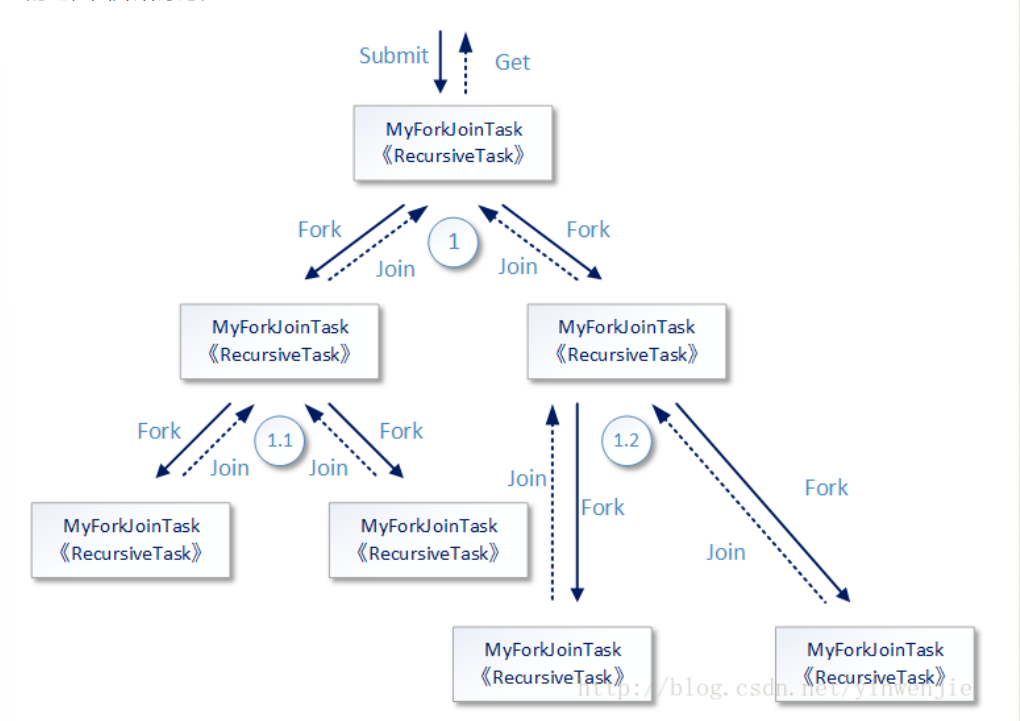 Submit
Get
MyForkJoinTask
《RecursiveTask》
Fork
1
Fork
Join
Join
MyForkJoinTask
《RecursiveTask》
MyForkJoinTask
《RecursiveTask》
Fork
1.1
Fork
1.2
Join
Join
Join
Fork
Fork
Join
MyForkJoinTask
《RecursiveTask》
MyForkJoinTask
《RecursiveTask》
MyForkJoinTask
《RecursiveTask》
MyForkJoinTask
《RecursiveTask》
http://blog.csdn.net/yinwenjie